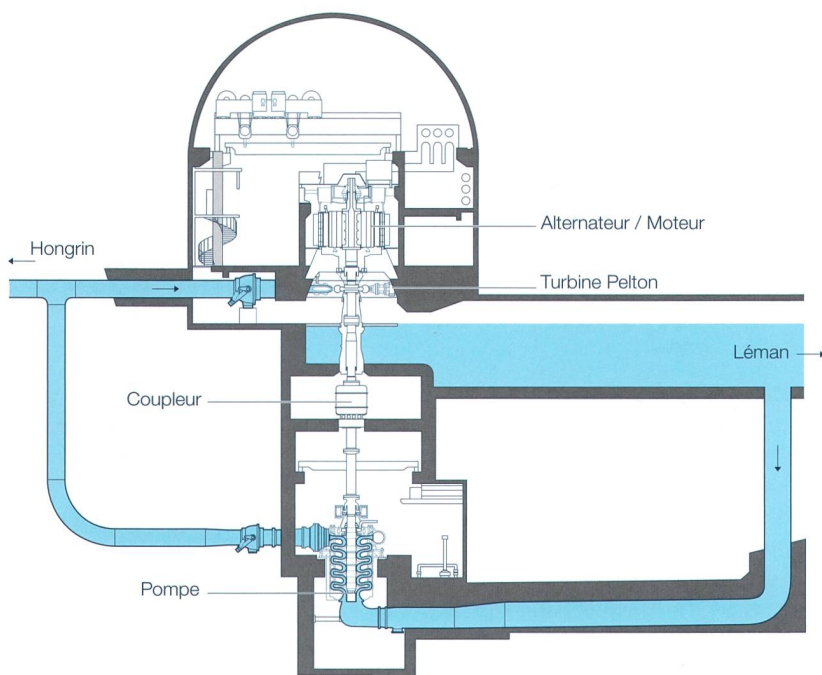 Alternateur / Moteur
Hongrin
Turbine Pelton
Léman
Coupleur
Pompe